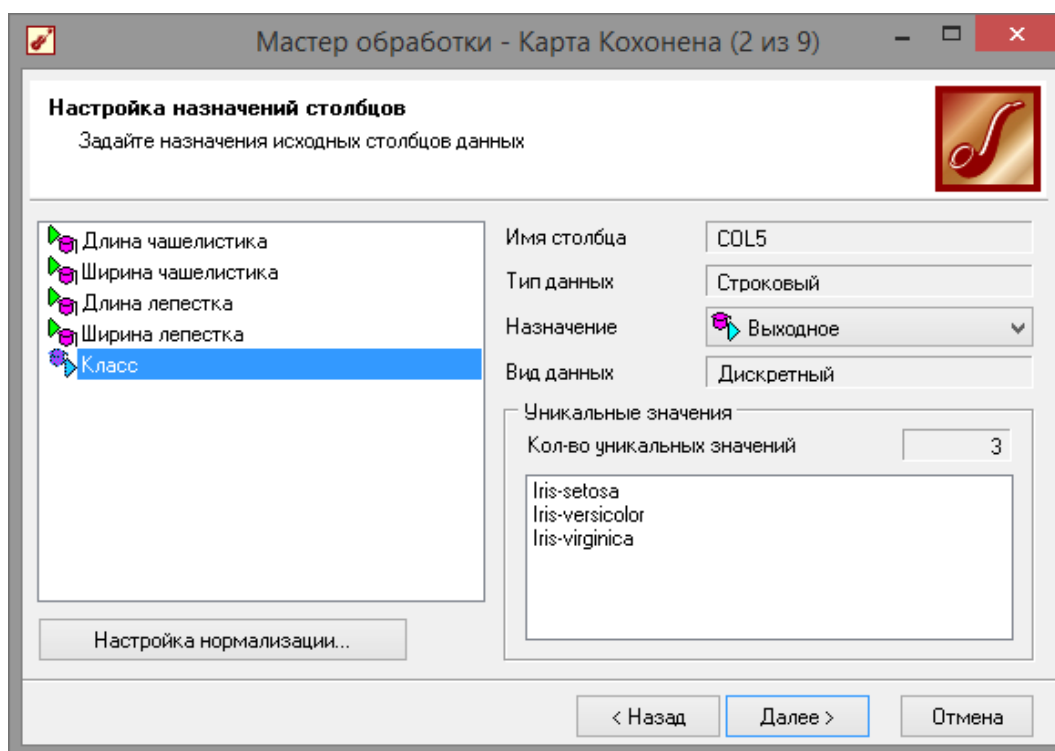 Мастер обработки - Карта Кохонена (2 из 9)
Настройка назначений столбцов
Задайте назначения исходных столбцов данных
Длина чашелистика
Ширина чашелистика
Длина лепестка
Ширина лепестка
Класс
Настройка нормализации...
Имя столбца COL5
Тип данных Строковый
Назначение Выходное
Вид данных Дискретный
Уникальные значения
Кол-во уникальных значений 3
Iris-setosa
Iris-versicolor
Iris-virginica
< Назад Далее > Отмена